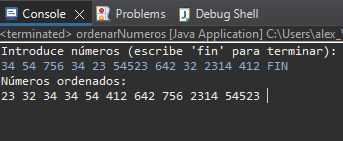 Console Problems Debug Shell
<terminated> ordenarNumeros [Java Application] C:\Users\alex_
Introduce números (escribe 'fin' para terminar):
34 54 756 34 23 54523 642 32 2314 412 FIN
Números ordenados:
23 32 34 34 54 412 642 756 2314 54523